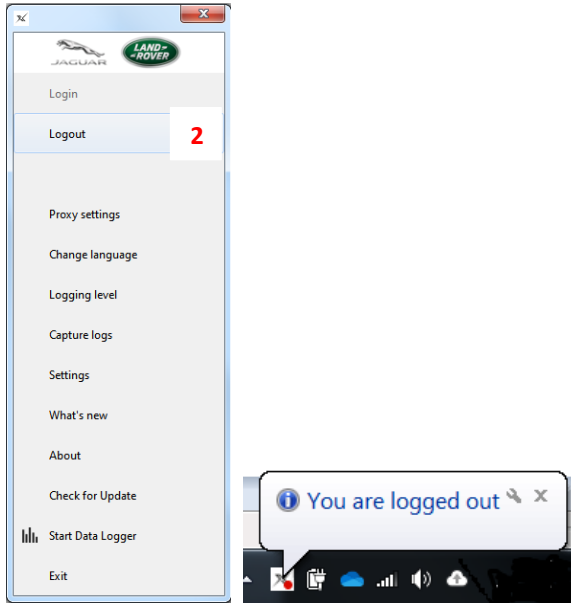 JAGUAR
LAND-
-ROVER
Login
Logout
2
Proxy settings
Change language
Logging level
Capture logs
Settings
What's new
About
Check for Update
Start Data Logger
Exit
You are logged out